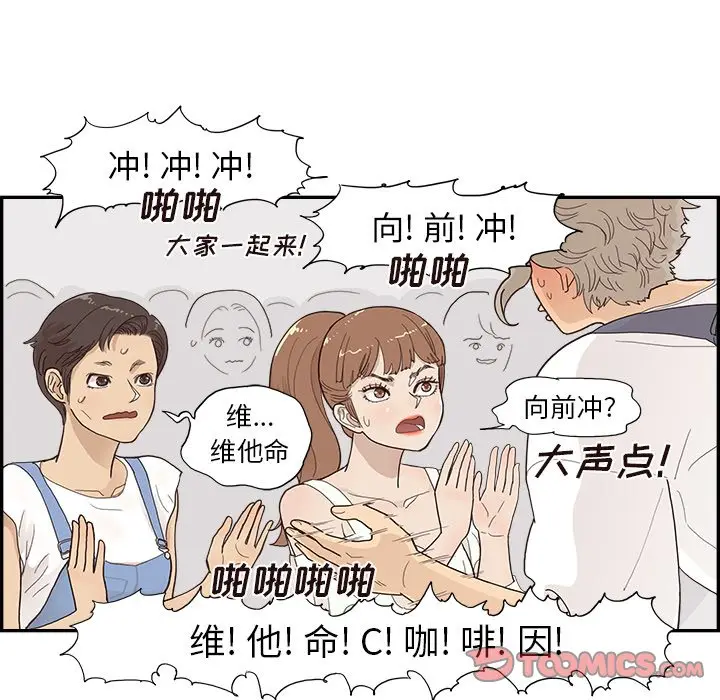 冲! 冲! 冲!
啪啪
大家一起来!
向! 前! 冲!
啪啪
维...
维他命
向前冲?
大声点!
啪啪啪啪
维! 他! 命! C! 咖! 啡! 因!
TOOMICS.COM